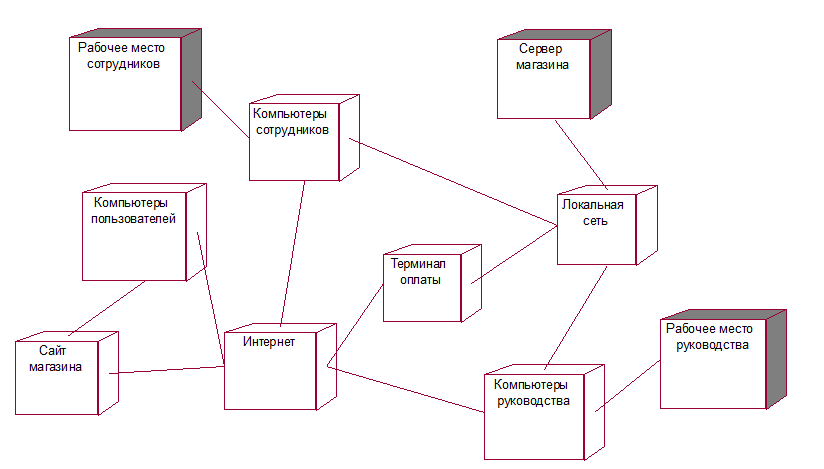 Рабочее место
сотрудников
Сервер
магазина
Компьютеры
сотрудников
Компьютеры
пользователей
Локальная
сеть
Терминал
оплаты
Рабочее место
руководства
Интернет
Сайт
магазина
Компьютеры
руководства